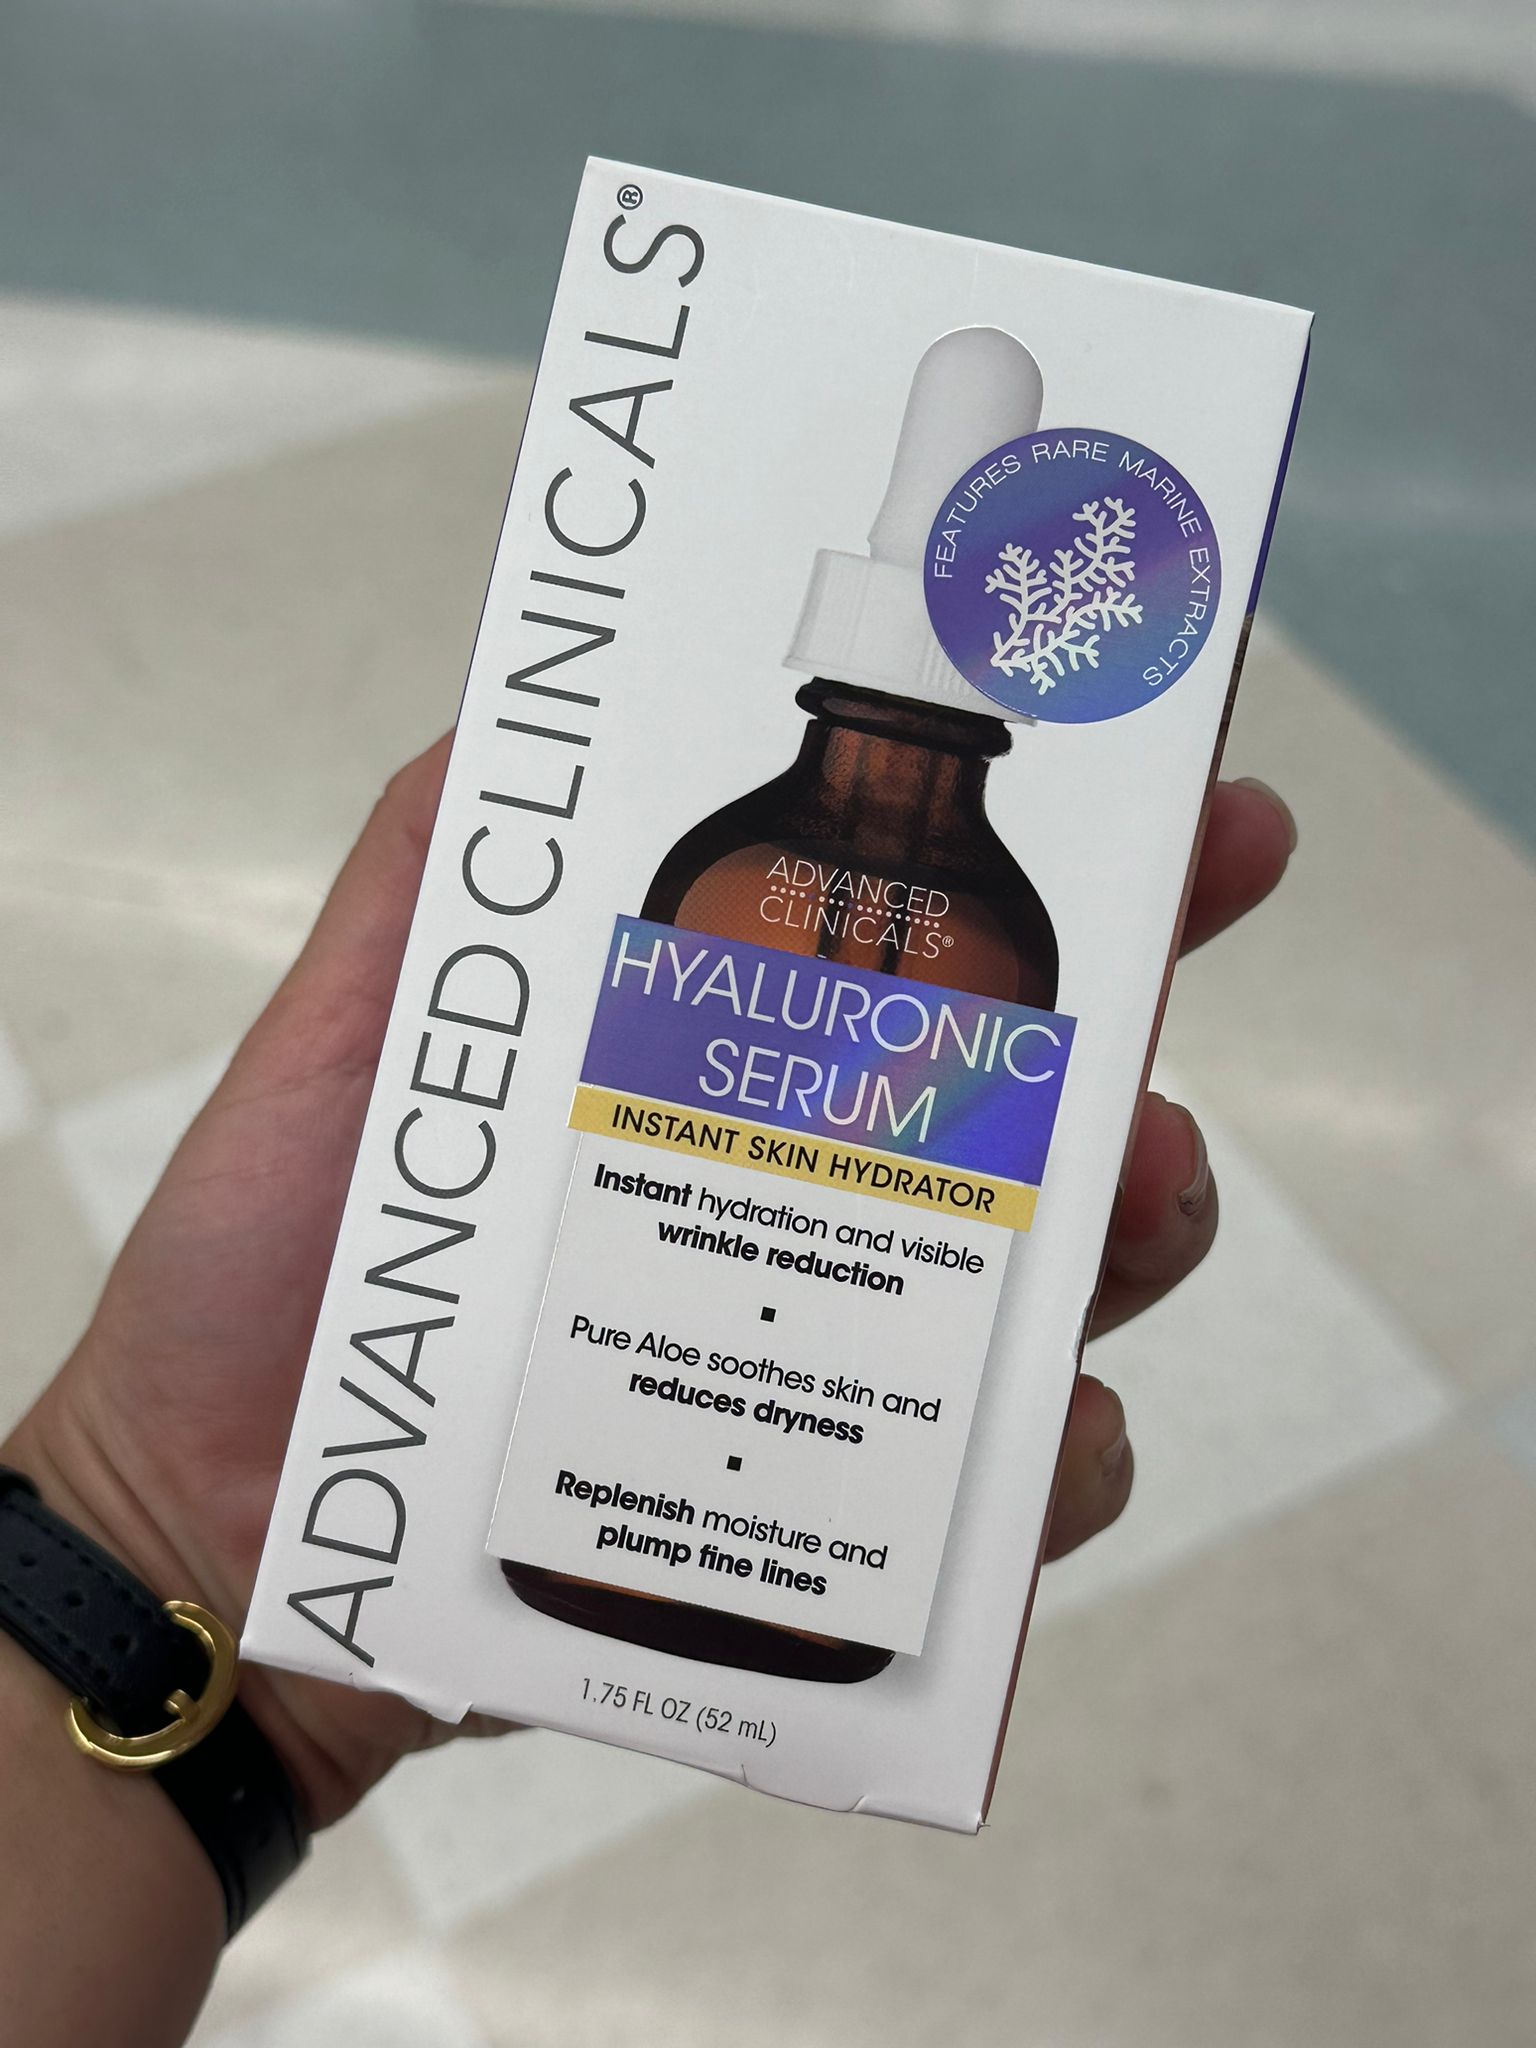 ADVANCED CLINICALS®
FEATURES RARE MARINE EXTRACTS
ADVANCED
CLINICALS®
HYALURONIC
SERUM
INSTANT SKIN HYDRATOR
Instant hydration and visible
wrinkle reduction
Pure Aloe soothes skin and
reduces dryness
Replenish moisture and
plump fine lines
1.75 FL OZ (52 mL)